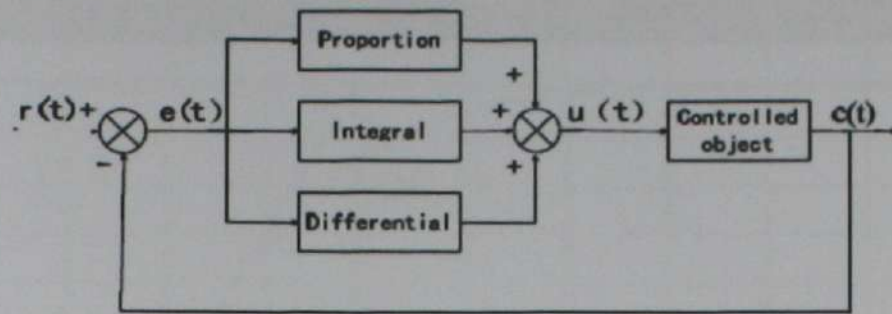 Proportion
+
r(t)+ e(t) Integral + u (t) Controlled object c(t)
-
+
Differential